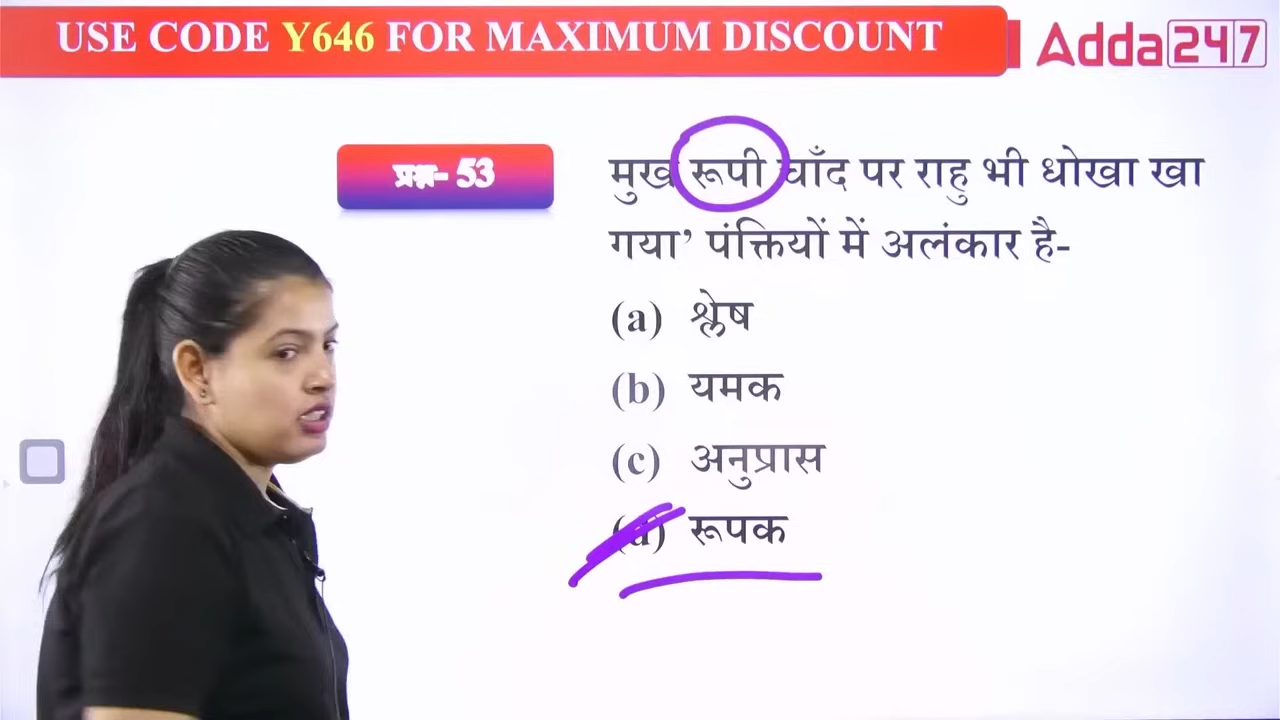 USE CODE Y646 FOR MAXIMUM DISCOUNT
Adda247
प्रश्न- 53
मुख रूपी चाँद पर राहु भी धोखा खा
गया’ पंक्तियों में अलंकार है-
(a) श्लेष
(b) यमक
(c) अनुप्रास
(d) रूपक